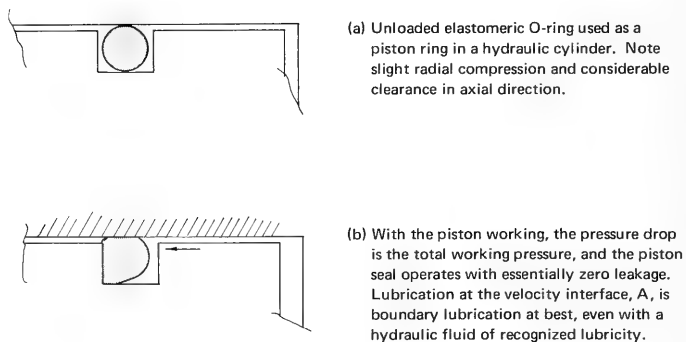 (a) Unloaded elastomeric O-ring used as a
piston ring in a hydraulic cylinder. Note
slight radial compression and considerable
clearance in axial direction.
(b) With the piston working, the pressure drop
is the total working pressure, and the piston
seal operates with essentially zero leakage.
Lubrication at the velocity interface, A, is
boundary lubrication at best, even with a
hydraulic fluid of recognized lubricity.